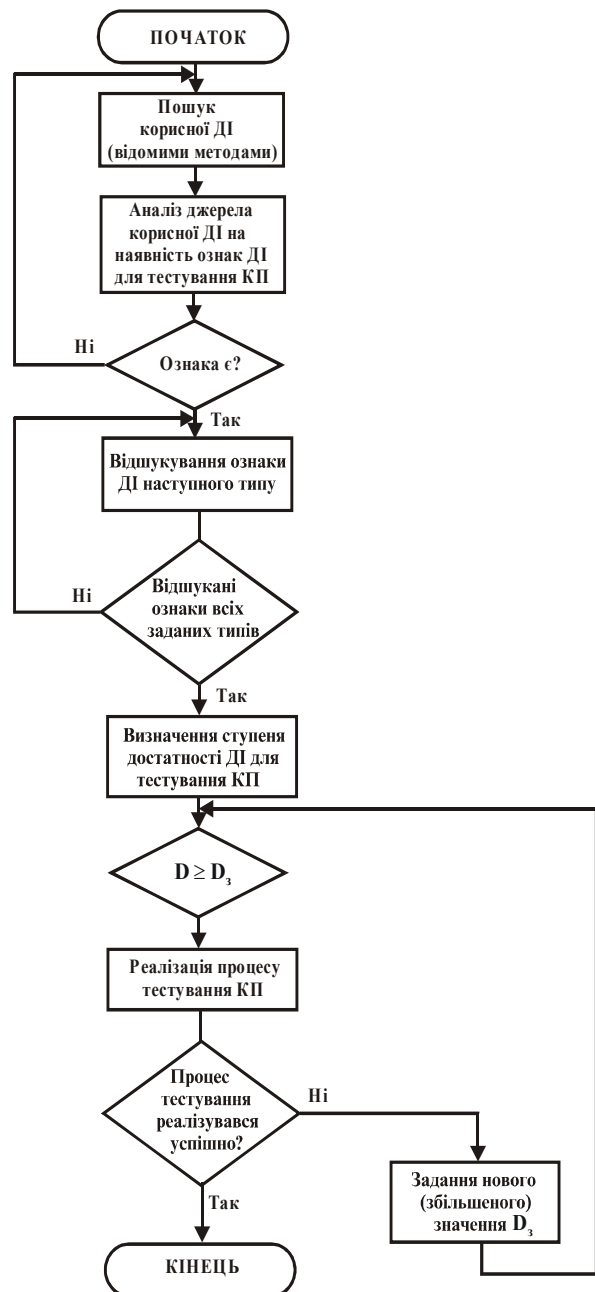 ПОЧАТОК
Пошук
корисної ДІ
(відомими методами)
Аналіз джерела
корисної ДІ на
наявність ознак ДІ
для тестування КП
Ні
Ознака є?
Так
Відшукування ознаки
ДІ наступного типу
Ні
Відшукані
ознаки всіх
заданих типів
Так
Визначення ступеня
достатності ДІ для
тестування КП
D ≥ Dз
Реалізація процесу
тестування КП
Процес
тестування
реалізувався
успішно?
Ні
Задання нового
(збільшеного)
значення Dз
Так
КІНЕЦЬ